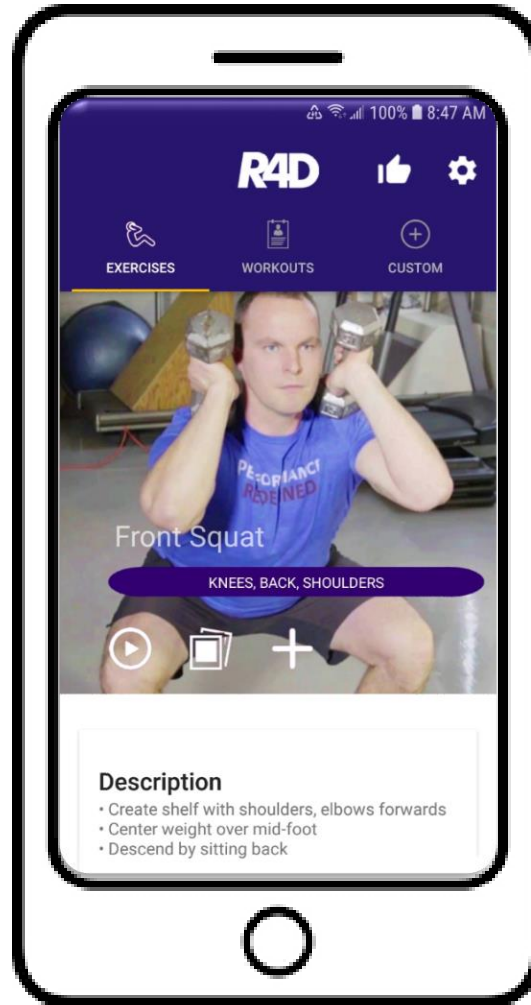 100% 8:47 AM
R4D
EXERCISES
WORKOUTS
CUSTOM
PERFORMANCE
REDEFINED
Front Squat
KNEES, BACK, SHOULDERS
Description
• Create shelf with shoulders, elbows forwards
• Center weight over mid-foot
• Descend by sitting back